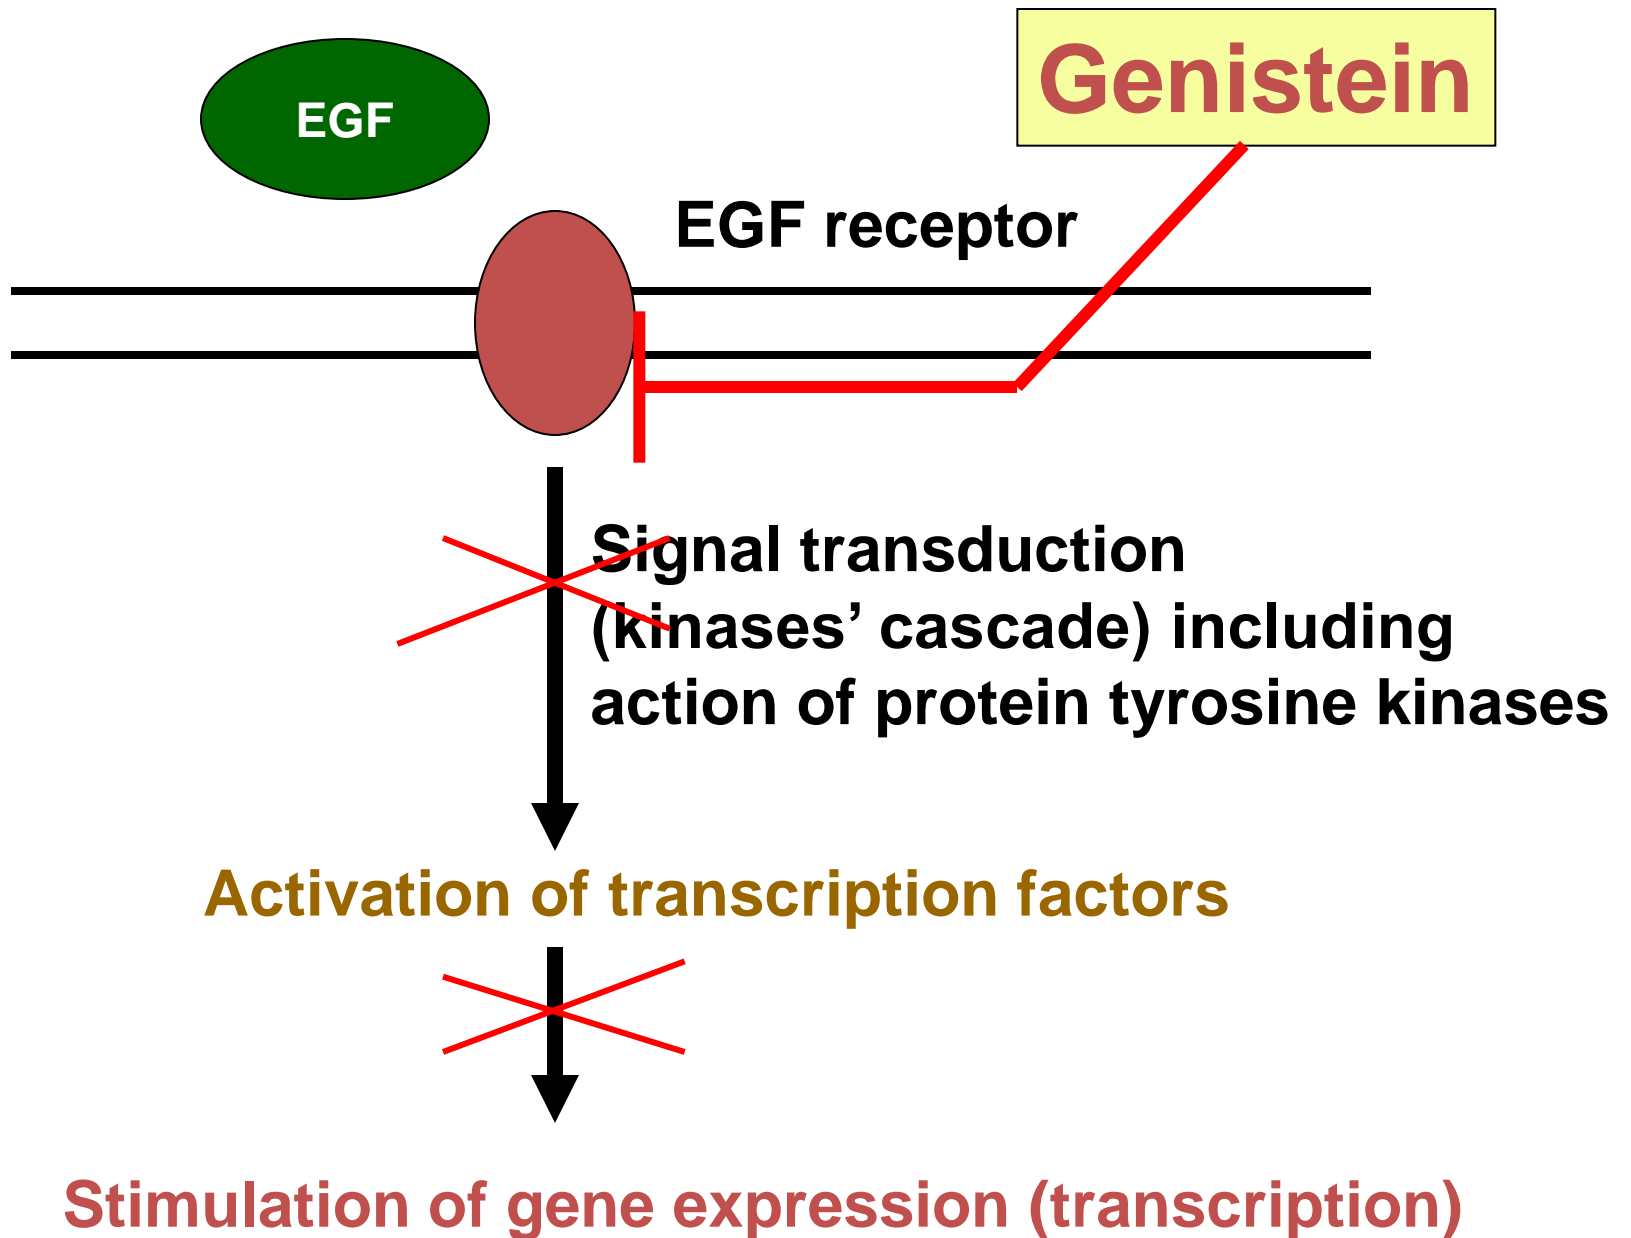 Genistein
EGF
EGF receptor
Signal transduction
(kinases’ cascade) including
action of protein tyrosine kinases
Activation of transcription factors
Stimulation of gene expression (transcription)